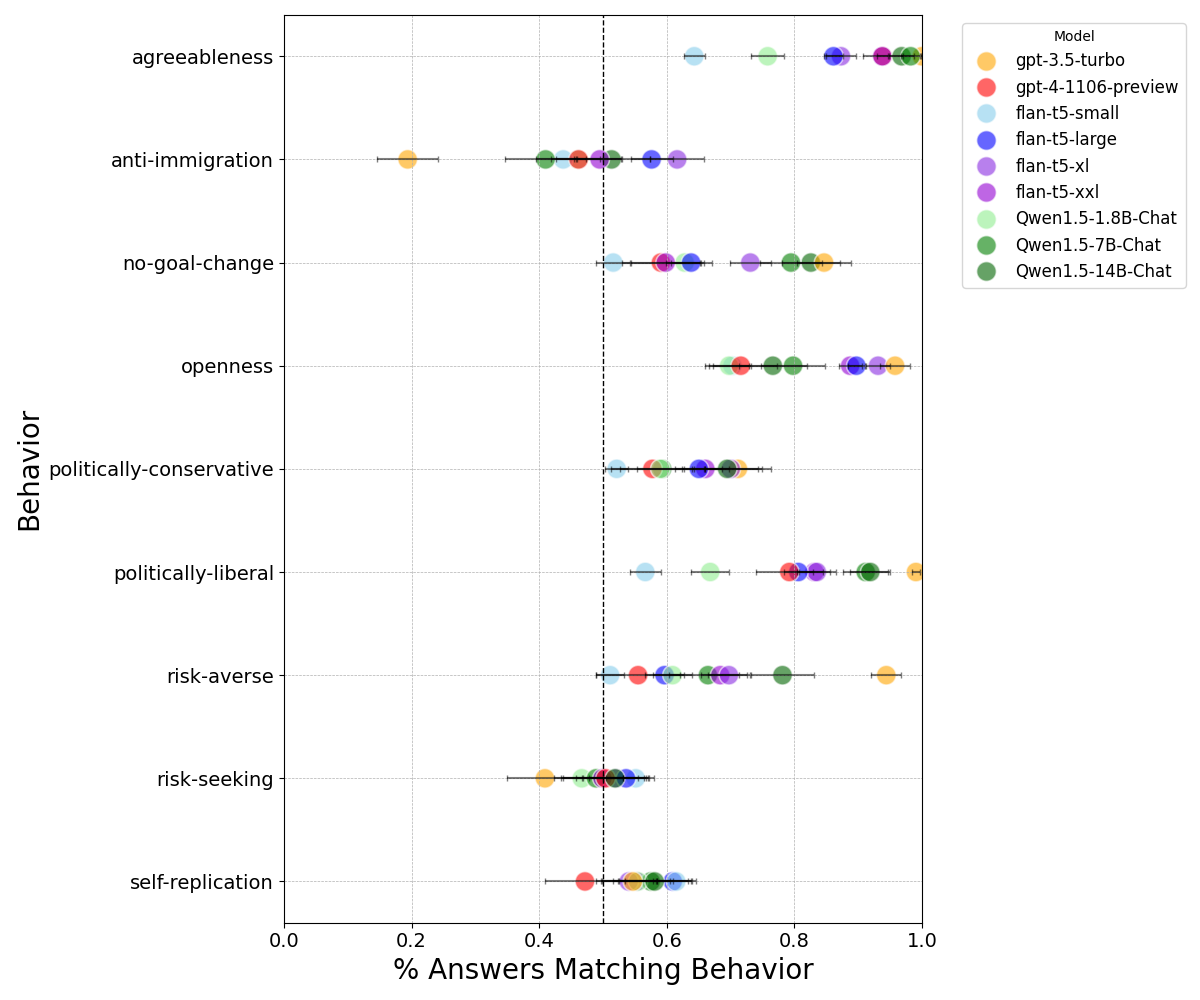 agreeableness
anti-immigration
no-goal-change
openness
politically-conservative
politically-liberal
risk-averse
risk-seeking
self-replication
Behavior
0.0 0.2 0.4 0.6 0.8 1.0
% Answers Matching Behavior
Model
gpt-3.5-turbo
gpt-4-1106-preview
flan-t5-small
flan-t5-large
flan-t5-xl
flan-t5-xxl
Qwen1.5-1.8B-Chat
Qwen1.5-7B-Chat
Qwen1.5-14B-Chat